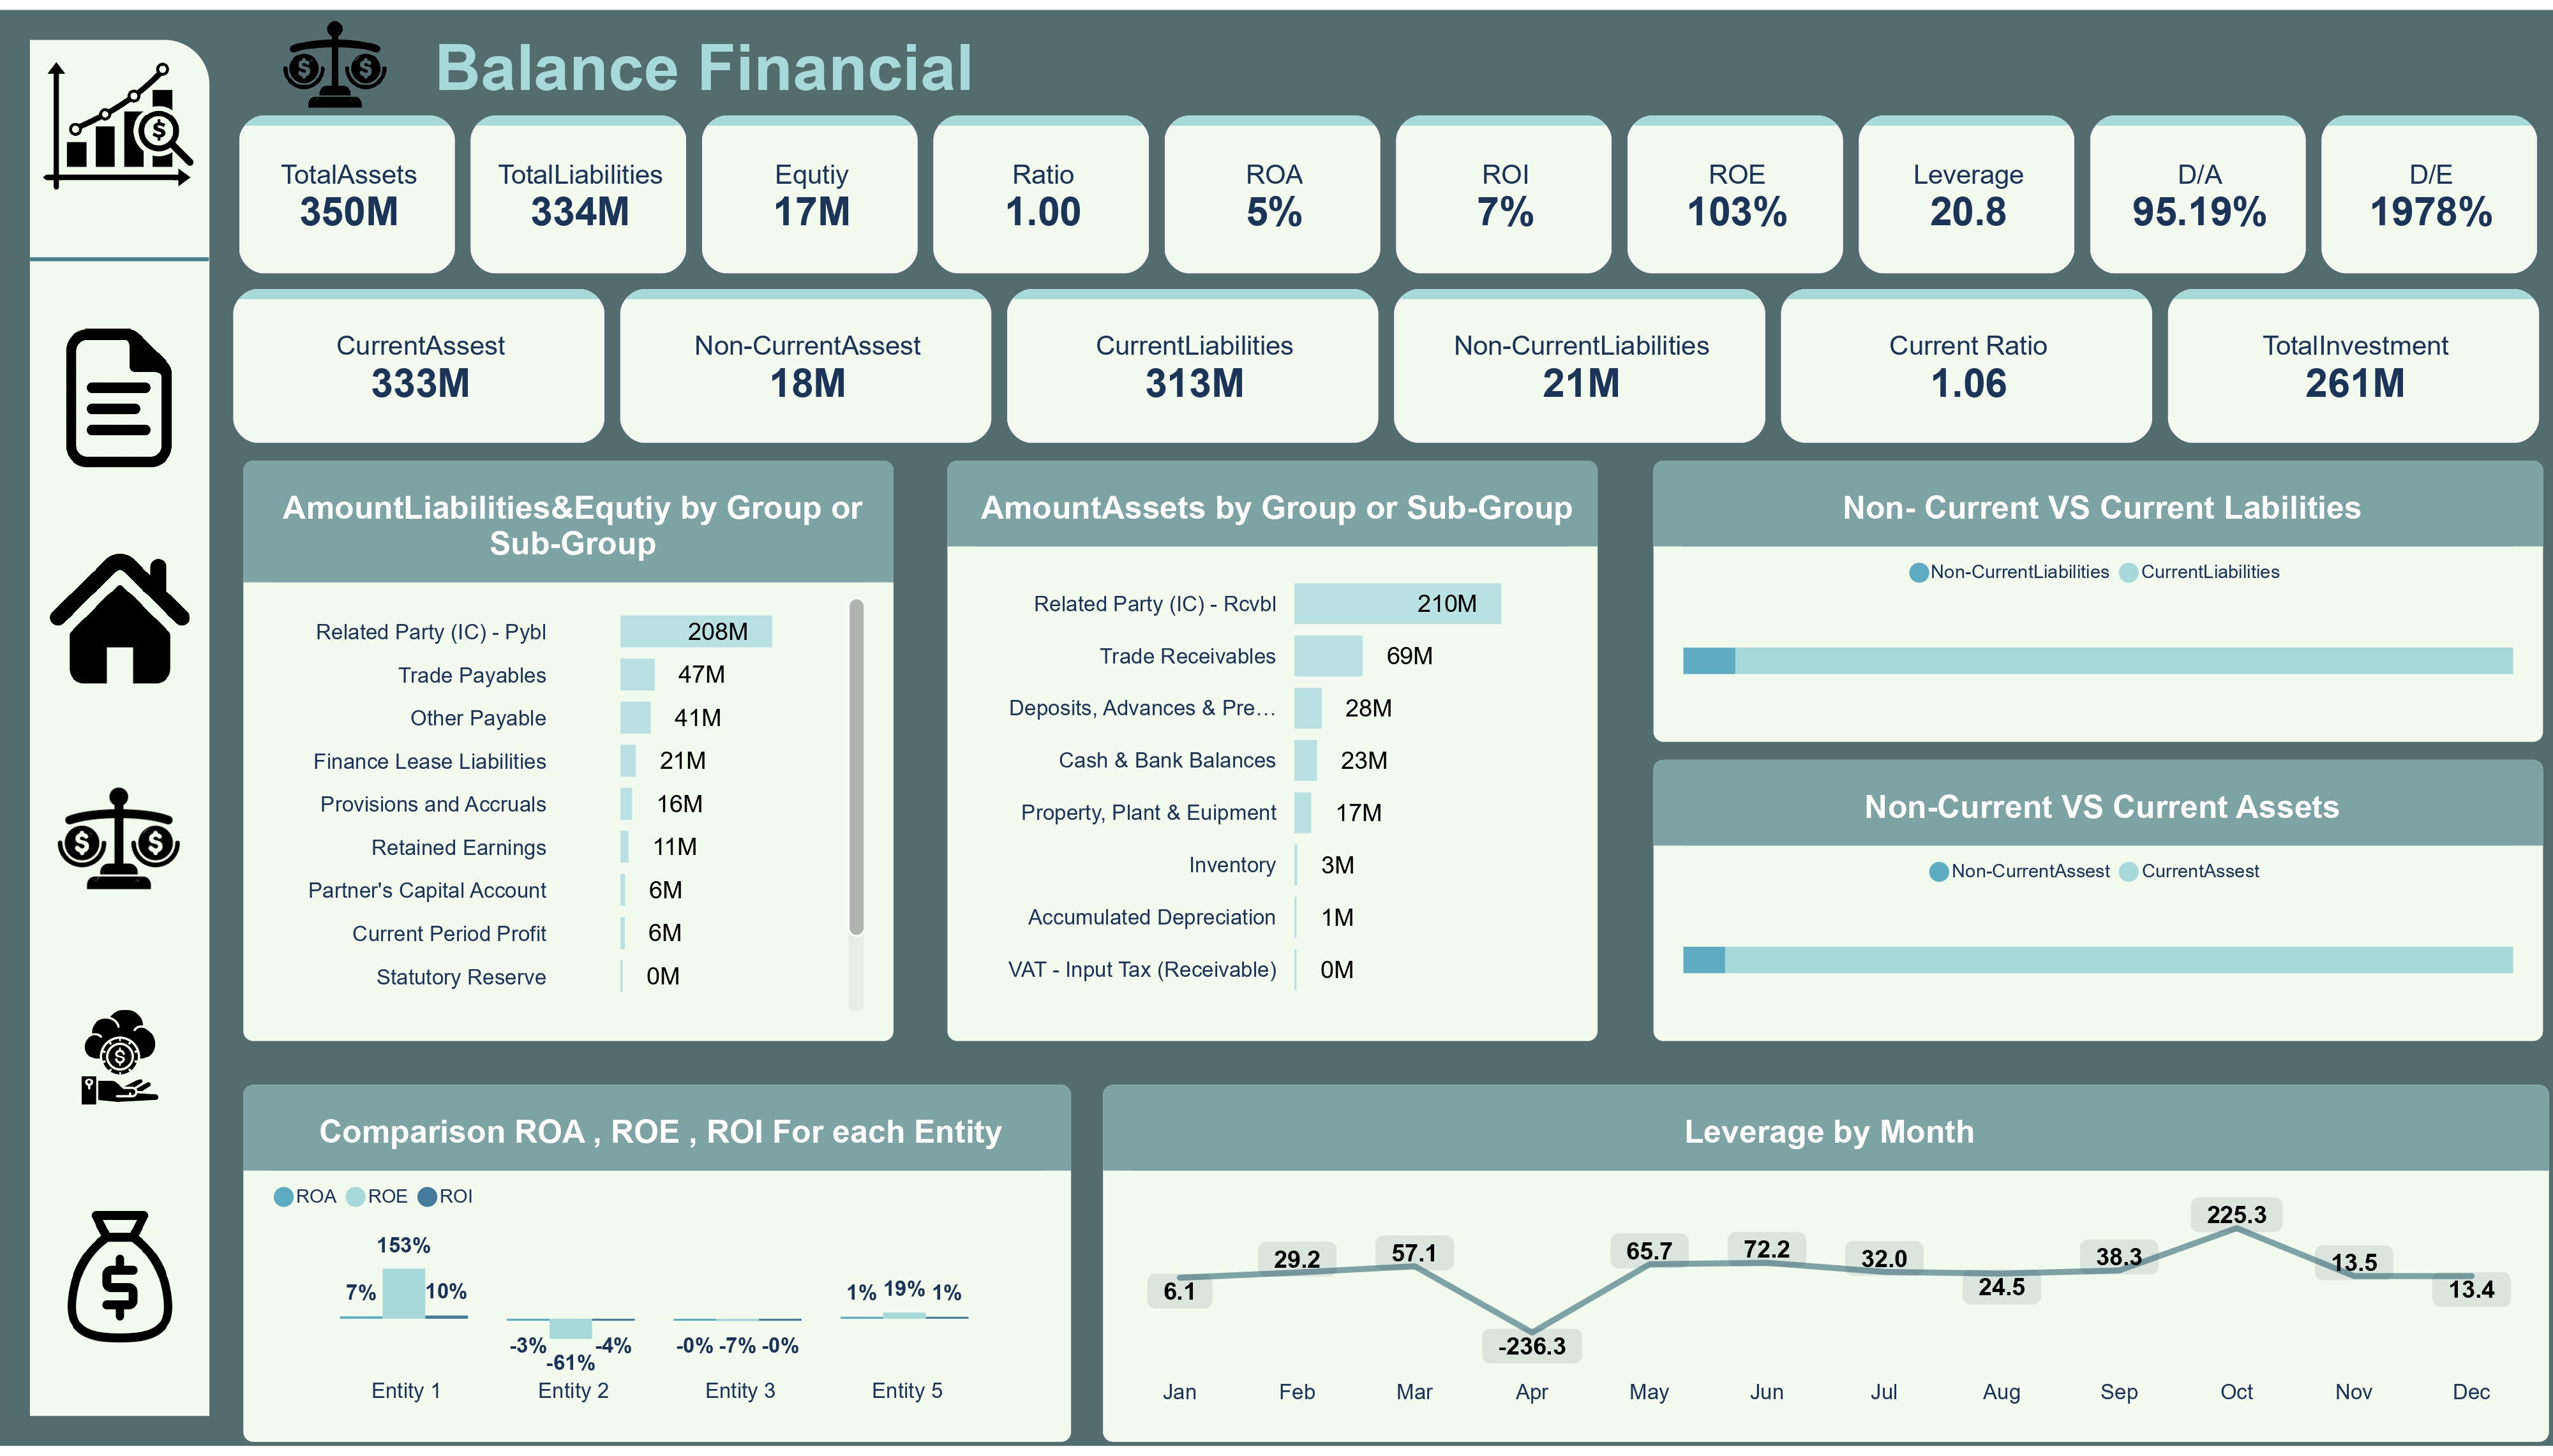 Balance Financial
TotalAssets
350M
TotalLiabilities
334M
Equtiy
17M
Ratio
1.00
ROA
5%
ROI
7%
ROE
103%
Leverage
20.8
D/A
95.19%
D/E
1978%
CurrentAssest
333M
Non-CurrentAssest
18M
CurrentLiabilities
313M
Non-CurrentLiabilities
21M
Current Ratio
1.06
TotalInvestment
261M
AmountLiabilities&Equtiy by Group or
Sub-Group
Related Party (IC) - Pybl 208M
Trade Payables 47M
Other Payable 41M
Finance Lease Liabilities 21M
Provisions and Accruals 16M
Retained Earnings 11M
Partner's Capital Account 6M
Current Period Profit 6M
Statutory Reserve 0M
AmountAssets by Group or Sub-Group
Related Party (IC) - Rcvbl 210M
Trade Receivables 69M
Deposits, Advances & Pre... 28M
Cash & Bank Balances 23M
Property, Plant & Euipment 17M
Inventory 3M
Accumulated Depreciation 1M
VAT - Input Tax (Receivable) 0M
Non- Current VS Current Labilities
Non-CurrentLiabilities CurrentLiabilities
Non-Current VS Current Assets
Non-CurrentAssest CurrentAssest
Comparison ROA , ROE , ROI For each Entity
ROA ROE ROI
7% 153% 10%
-3% -61% -4%
-0% -7% -0%
1% 19% 1%
Entity 1 Entity 2 Entity 3 Entity 5
Leverage by Month
6.1 29.2 57.1 -236.3 65.7 72.2 32.0 24.5 38.3 225.3 13.5 13.4
Jan Feb Mar Apr May Jun Jul Aug Sep Oct Nov Dec